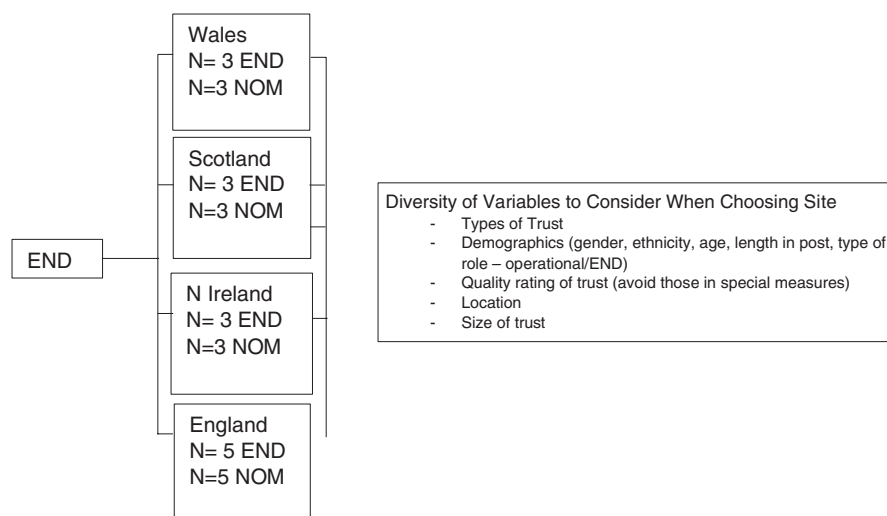 END
Wales
N= 3 END
N=3 NOM
Scotland
N= 3 END
N=3 NOM
N Ireland
N= 3 END
N=3 NOM
England
N= 5 END
N=5 NOM
Diversity of Variables to Consider When Choosing Site
- Types of Trust
- Demographics (gender, ethnicity, age, length in post, type of
role – operational/END)
- Quality rating of trust (avoid those in special measures)
- Location
- Size of trust